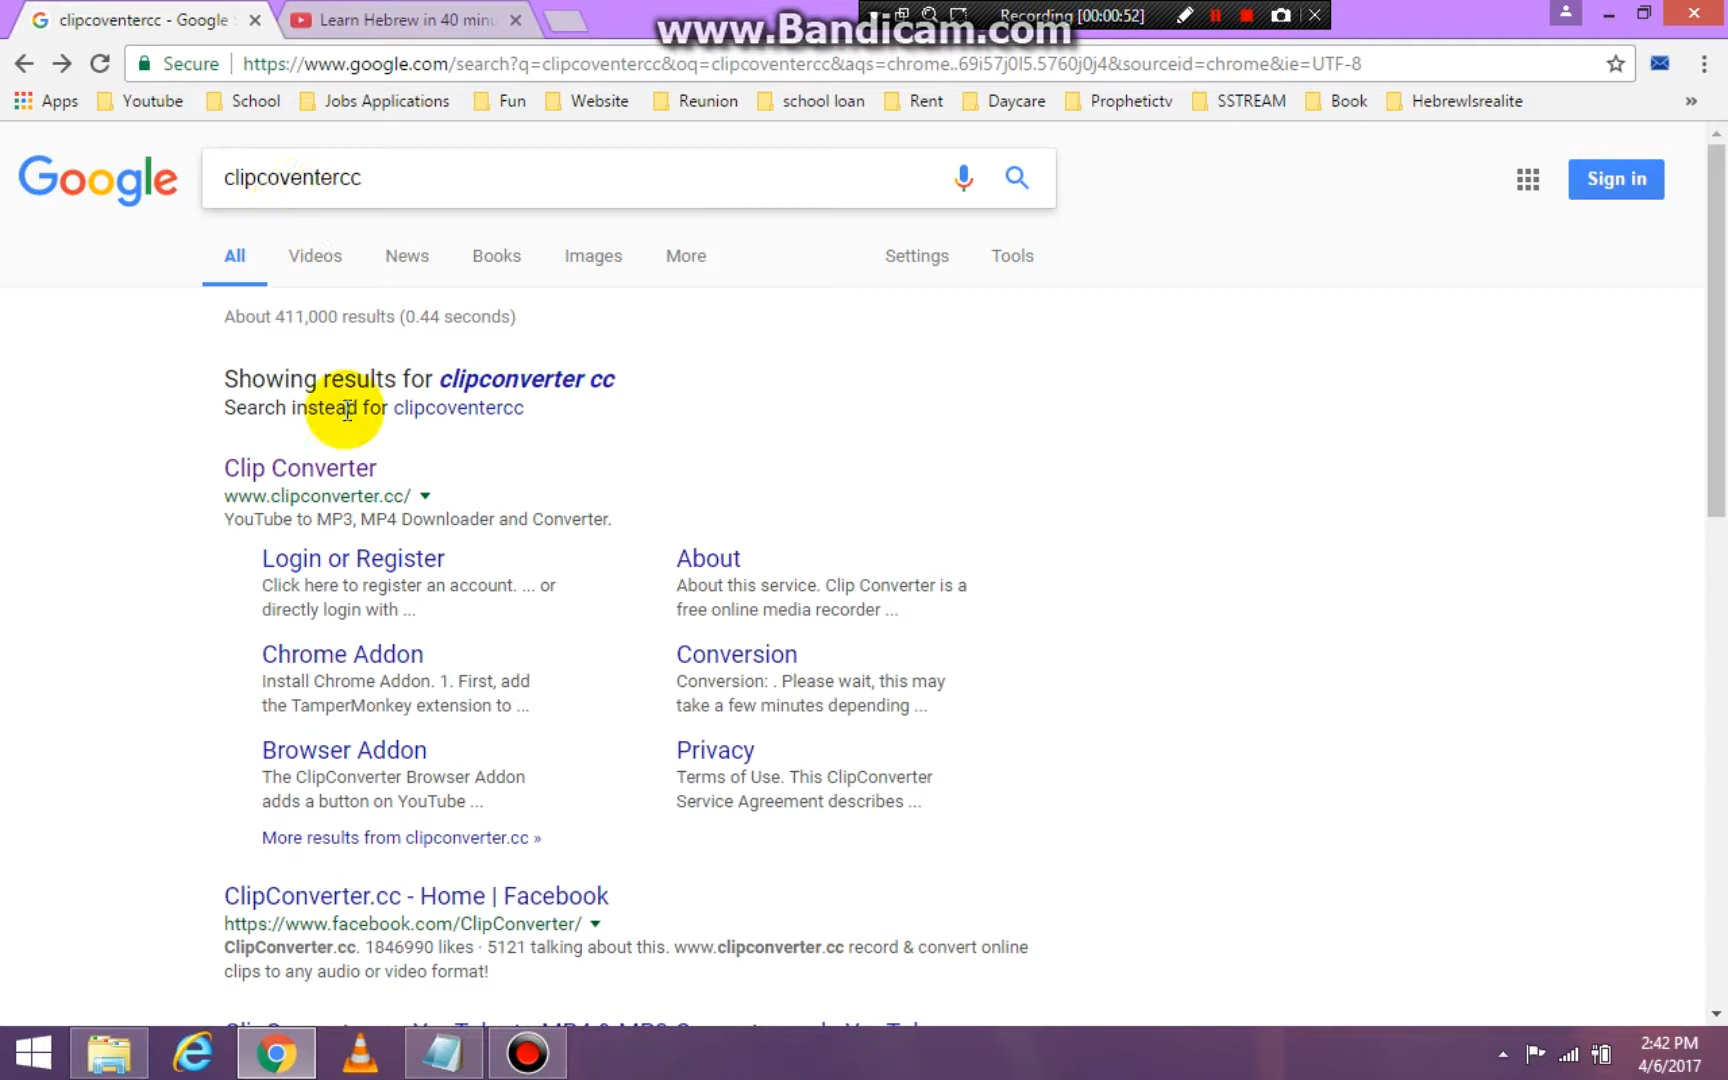 clipcoventercc - Google
Learn Hebrew in 40 minu
www.Bandicam.com
Recording [00:00:52]
Secure
https://www.google.com/search?q=clipcoventercc&oq=clipcoventercc&aqs=chrome..69i57j0l5.5760j0j4&sourceid=chrome&ie=UTF-8
Apps Youtube School Jobs Applications Fun Website Reunion school loan Rent Daycare Prophetictv SSTREAM Book HebrewIsrealite »
Google
clipcoventercc
Sign in
All Videos News Books Images More Settings Tools
About 411,000 results (0.44 seconds)
Showing results for clipconverter cc
Search instead for clipcoventercc
Clip Converter
www.clipconverter.cc/
YouTube to MP3, MP4 Downloader and Converter.
Login or Register
Click here to register an account. ... or
directly login with ...
About
About this service. Clip Converter is a
free online media recorder ...
Chrome Addon
Install Chrome Addon. 1. First, add
the TamperMonkey extension to ...
Conversion
Conversion: . Please wait, this may
take a few minutes depending ...
Browser Addon
The ClipConverter Browser Addon
adds a button on YouTube ...
Privacy
Terms of Use. This ClipConverter
Service Agreement describes ...
More results from clipconverter.cc »
ClipConverter.cc - Home | Facebook
https://www.facebook.com/ClipConverter/
ClipConverter.cc. 1846990 likes · 5121 talking about this. www.clipconverter.cc record & convert online
clips to any audio or video format!
2:42 PM
4/6/2017